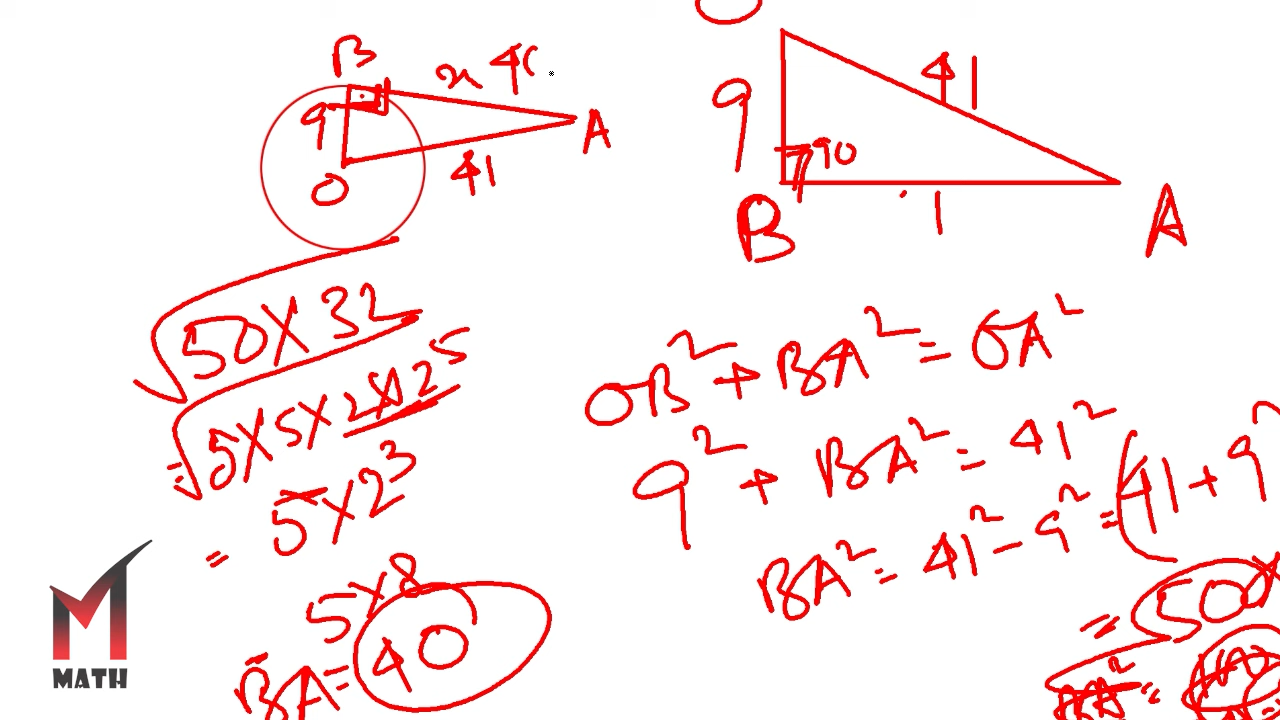 B
x 40
9
A
O
41
41
9
90
B
1
A
√50×32
= √5×5×2×2⁵
= 5×2³
5×8
BA = 40
OB² + BA² = OA²
9² + BA² = 41²
BA² = 41² - 9² = (41+9
= 50×
MATH